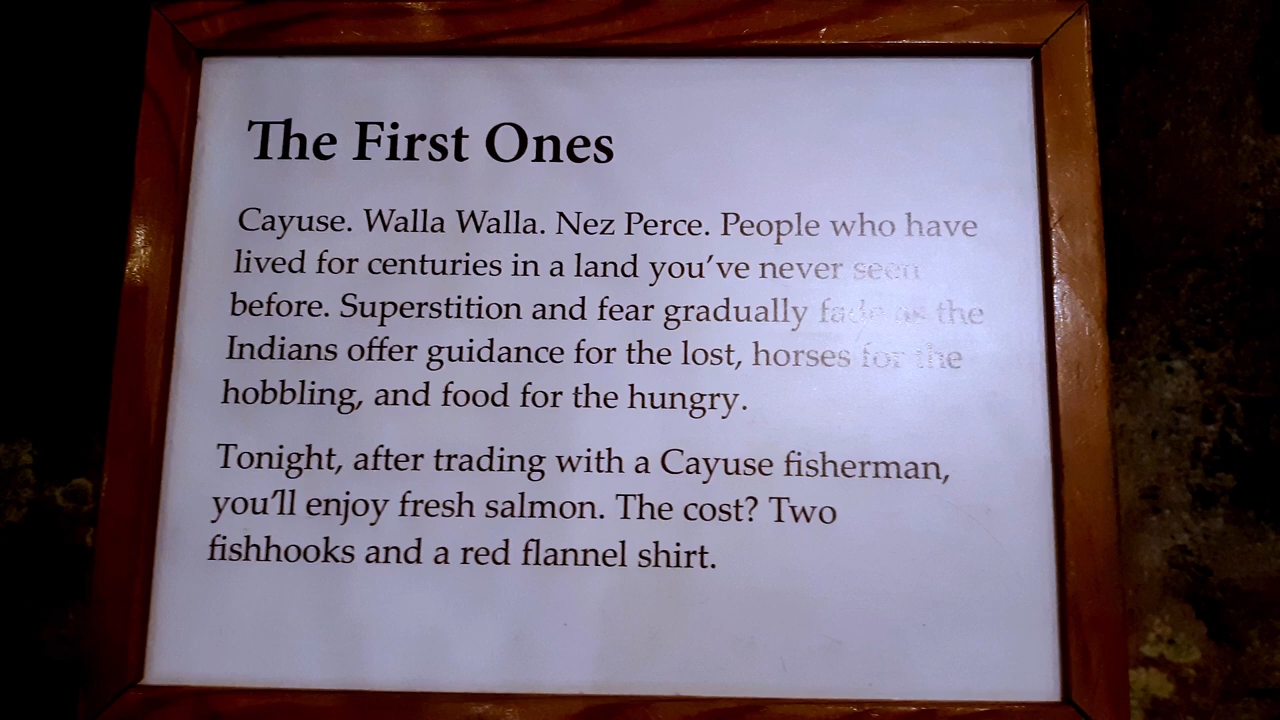 The First Ones
Cayuse. Walla Walla. Nez Perce. People who have
lived for centuries in a land you've never seen
before. Superstition and fear gradually fade as the
Indians offer guidance for the lost, horses for the
hobbling, and food for the hungry.
Tonight, after trading with a Cayuse fisherman,
you'll enjoy fresh salmon. The cost? Two
fishhooks and a red flannel shirt.